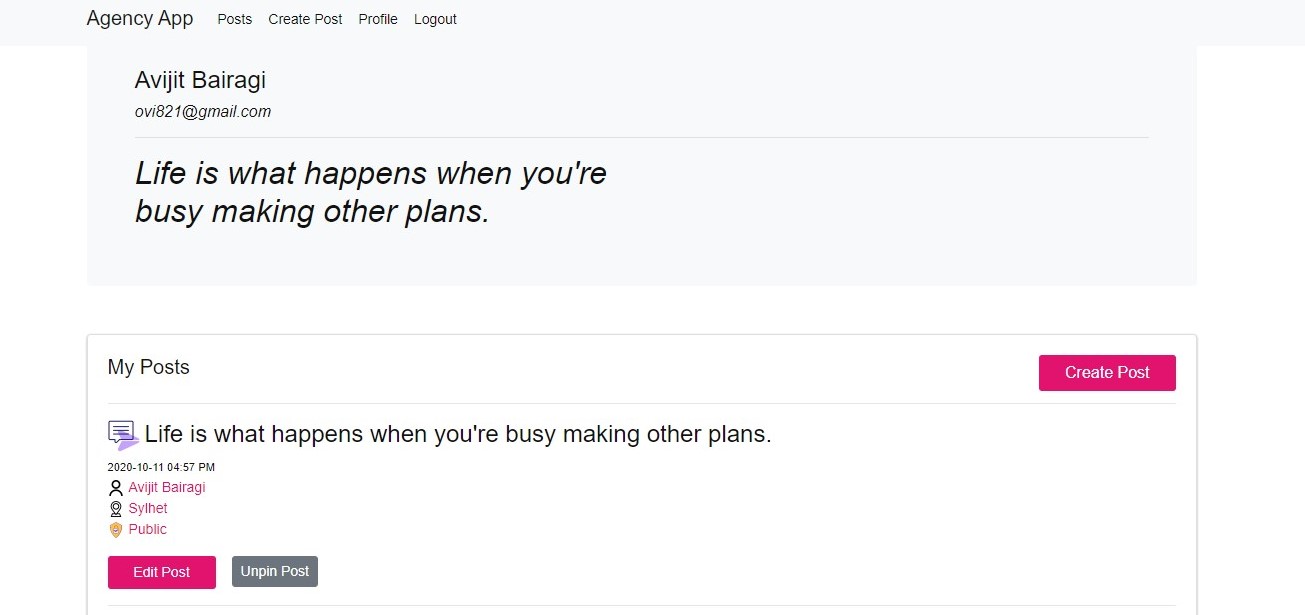 Agency App Posts Create Post Profile Logout
Avijit Bairagi
ovi821@gmail.com
Life is what happens when you're
busy making other plans.
My Posts
Create Post
Life is what happens when you're busy making other plans.
2020-10-11 04:57 PM
Avijit Bairagi
Sylhet
Public
Edit Post Unpin Post